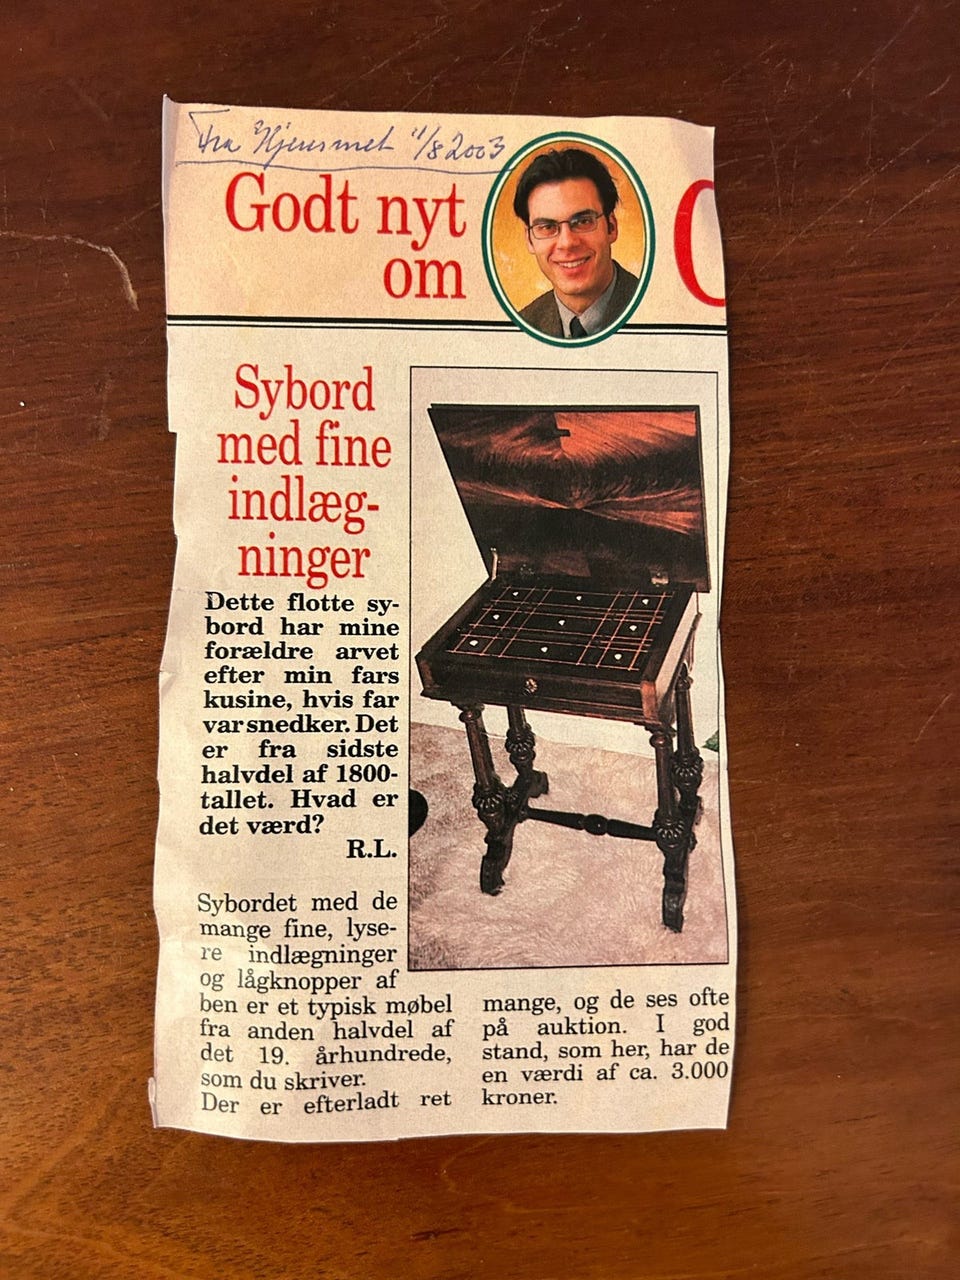 Fra Hjemmet 11/8 2003
Godt nyt
om
Sybord
med fine
indlæg-
ninger
Dette flotte sy-
bord har mine
forældre arvet
efter min fars
kusine, hvis far
var snedker. Det
er fra sidste
halvdel af 1800-
tallet. Hvad er
det værd?
R.L.
Sybordet med de
mange fine, lyse-
re indlægninger
og lågknopper af
ben er et typisk møbel
fra anden halvdel af
det 19. århundrede,
som du skriver.
Der er efterladt ret
mange, og de ses ofte
på auktion. I god
stand, som her, har de
en værdi af ca. 3.000
kroner.